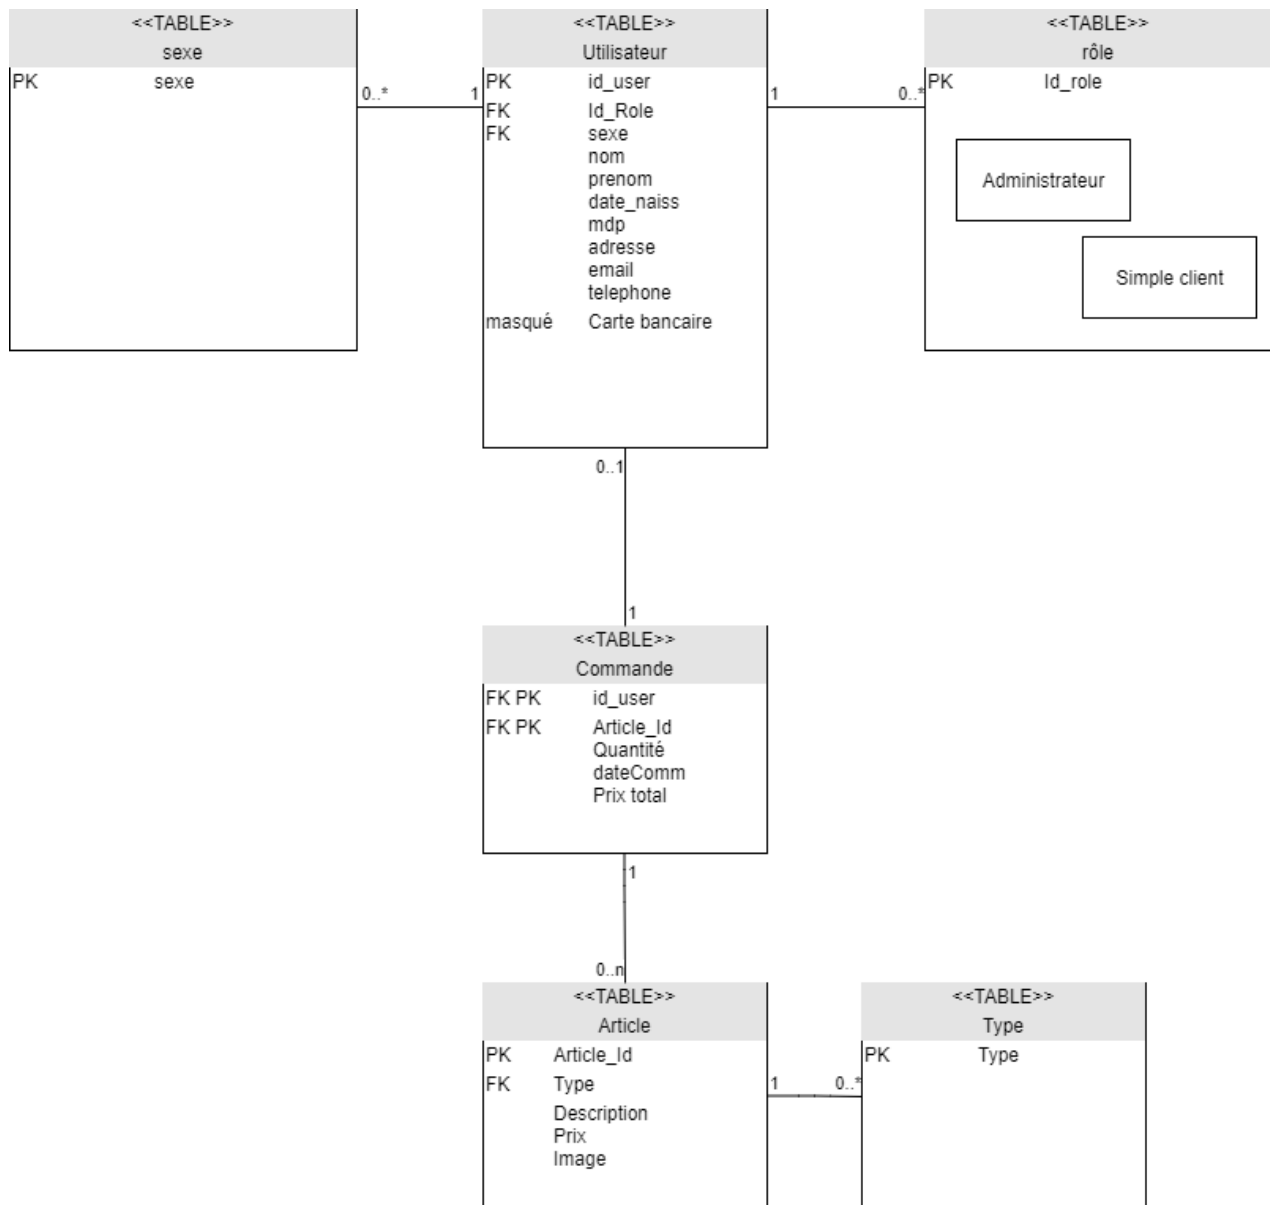 <<TABLE>>
sexe
PK sexe
0..* 1
<<TABLE>>
Utilisateur
PK id_user
FK Id_Role
FK sexe
nom
prenom
date_naiss
mdp
adresse
email
telephone
masqué Carte bancaire
1 0..*
<<TABLE>>
rôle
PK Id_role
Administrateur
Simple client
0..1
1
<<TABLE>>
Commande
FK PK id_user
FK PK Article_Id
Quantité
dateComm
Prix total
1
0..n
<<TABLE>>
Article
PK Article_Id
FK Type
Description
Prix
Image
1 0..*
<<TABLE>>
Type
PK Type